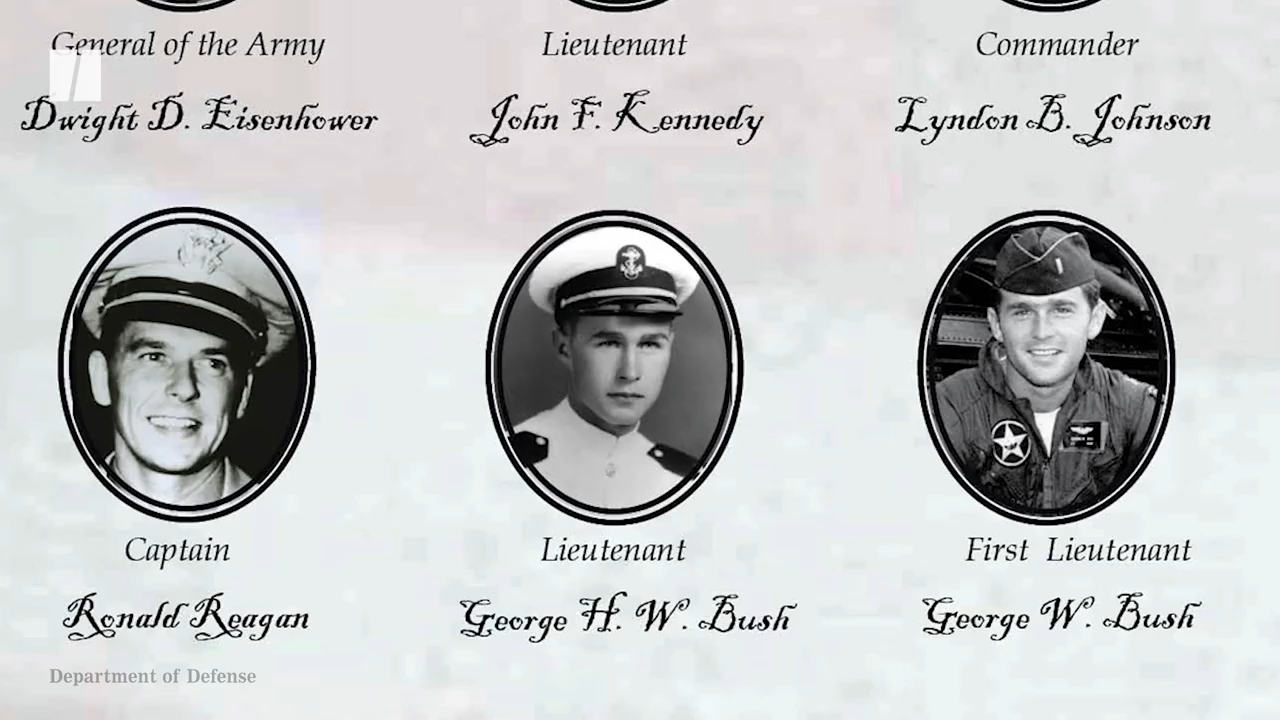 General of the Army
Lieutenant
Commander
Dwight D. Eisenhower
John F. Kennedy
Lyndon B. Johnson
Captain
Lieutenant
First Lieutenant
Ronald Reagan
George H. W. Bush
George W. Bush
Department of Defense